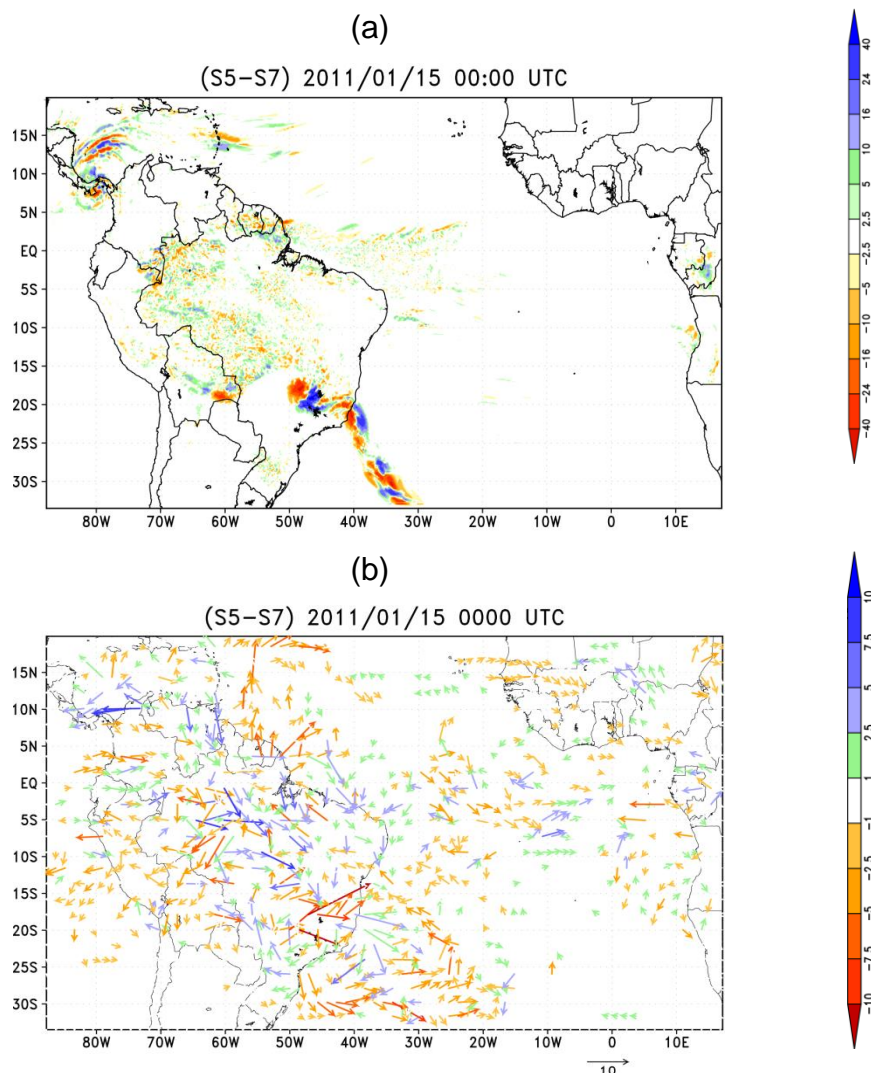 (a)
(S5−S7) 2011/01/15 00:00 UTC
15N
10N
5N
EQ
5S
10S
15S
20S
25S
30S
80W 70W 60W 50W 40W 30W 20W 10W 0 10E
40
24
16
10
5
2.5
−2.5
−5
−10
−16
−24
−40
(b)
(S5−S7) 2011/01/15 0000 UTC
15N
10N
5N
EQ
5S
10S
15S
20S
25S
30S
80W 70W 60W 50W 40W 30W 20W 10W 0 10E
10
10
7.5
5
2.5
1
−1
−2.5
−5
−7.5
−10